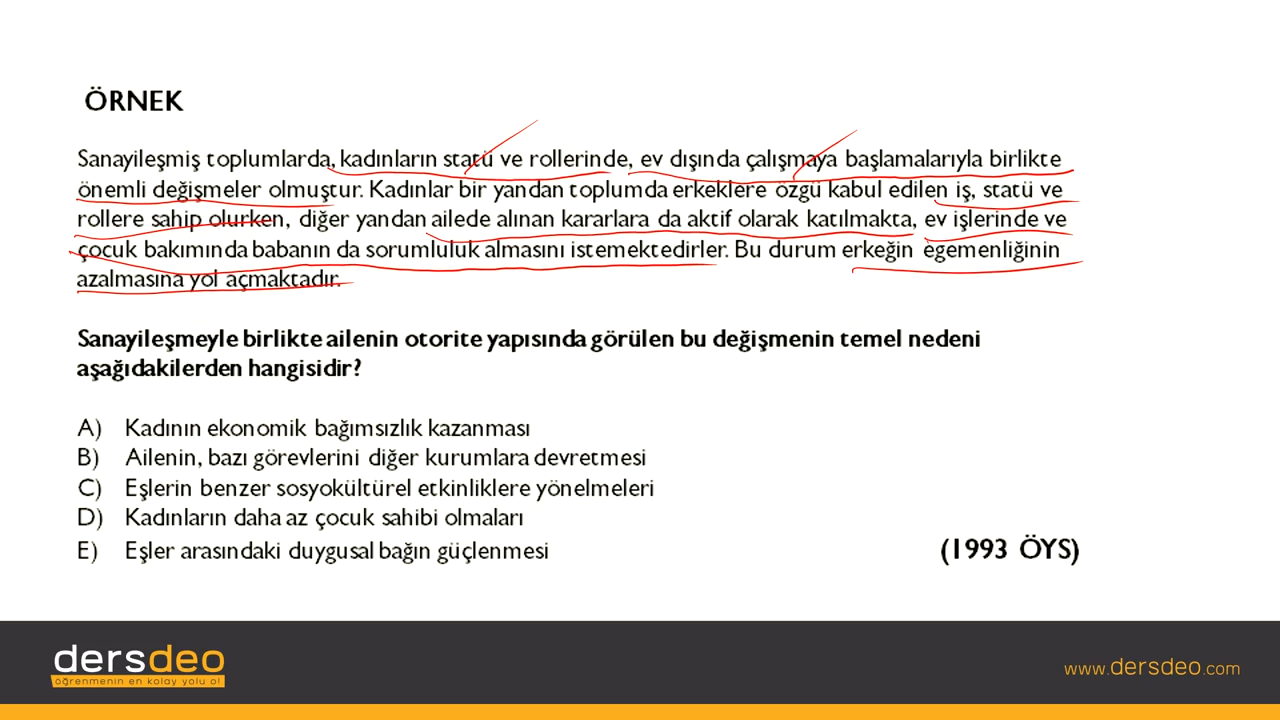 ÖRNEK
Sanayileşmiş toplumlarda, kadınların statü ve rollerinde, ev dışında çalışmaya başlamalarıyla birlikte
önemli değişmeler olmuştur. Kadınlar bir yandan toplumda erkeklere özgü kabul edilen iş, statü ve
rollere sahip olurken, diğer yandan ailede alınan kararlara da aktif olarak katılmakta, ev işlerinde ve
çocuk bakımında babanın da sorumluluk almasını istemektedirler. Bu durum erkeğin egemenliğinin
azalmasına yol açmaktadır.
Sanayileşmeyle birlikte ailenin otorite yapısında görülen bu değişmenin temel nedeni
aşağıdakilerden hangisidir?
A) Kadının ekonomik bağımsızlık kazanması
B) Ailenin, bazı görevlerini diğer kurumlara devretmesi
C) Eşlerin benzer sosyokültürel etkinliklere yönelmeleri
D) Kadınların daha az çocuk sahibi olmaları
E) Eşler arasındaki duygusal bağın güçlenmesi
(1993 ÖYS)
dersdeo
öğrenmenin en kolay yolu o!
www.dersdeo.com